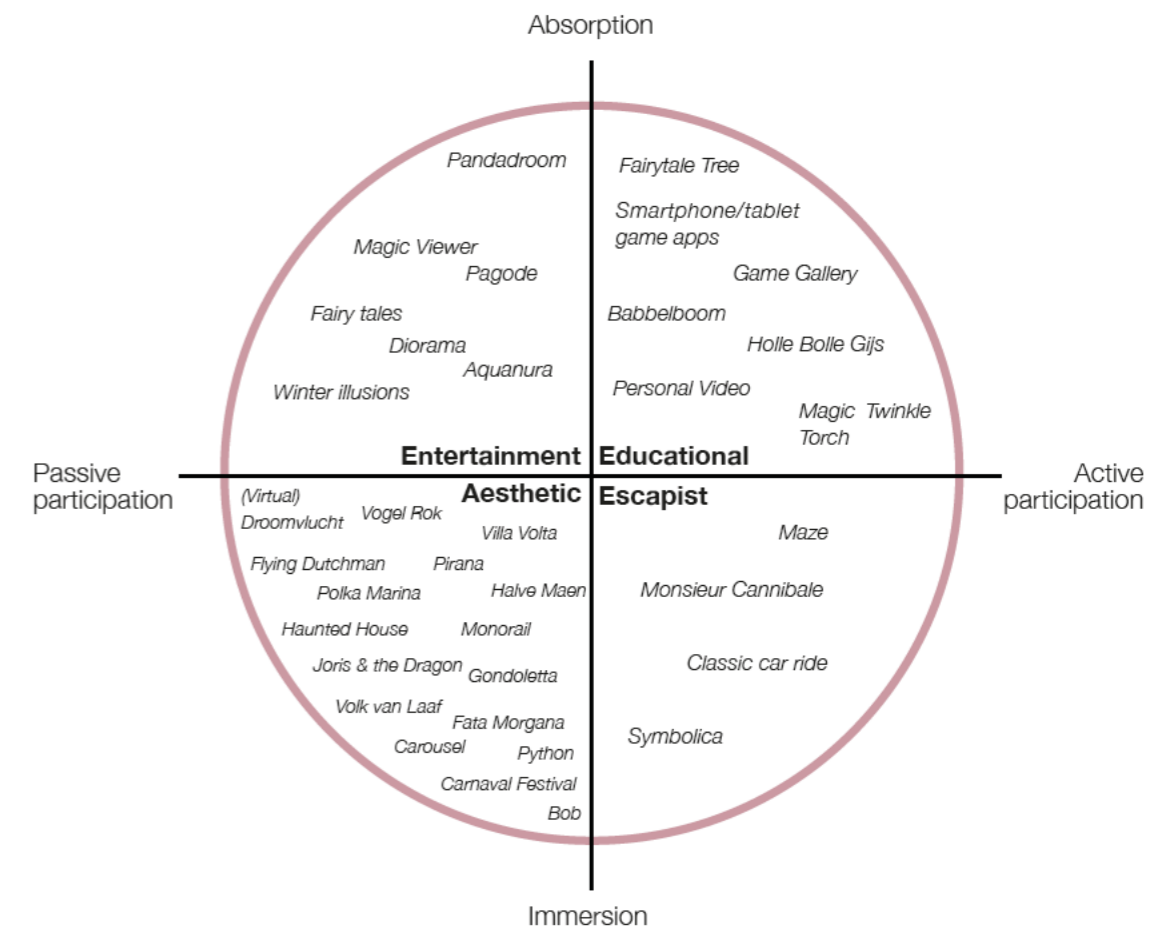 Absorption
Pandadroom
Fairytale Tree
Smartphone/tablet
game apps
Magic Viewer
Pagode
Game Gallery
Fairy tales
Babbelboom
Diorama
Holle Bolle Gijs
Aquanura
Winter illusions
Personal Video
Magic Twinkle
Torch
Entertainment
Educational
Passive
participation
Active
participation
Aesthetic
Escapist
(Virtual)
Droomvlucht
Vogel Rok
Villa Volta
Maze
Flying Dutchman
Pirana
Polka Marina
Halve Maen
Monsieur Cannibale
Haunted House
Monorail
Joris & the Dragon
Gondoletta
Classic car ride
Volk van Laaf
Fata Morgana
Symbolica
Carousel
Python
Carnaval Festival
Bob
Immersion